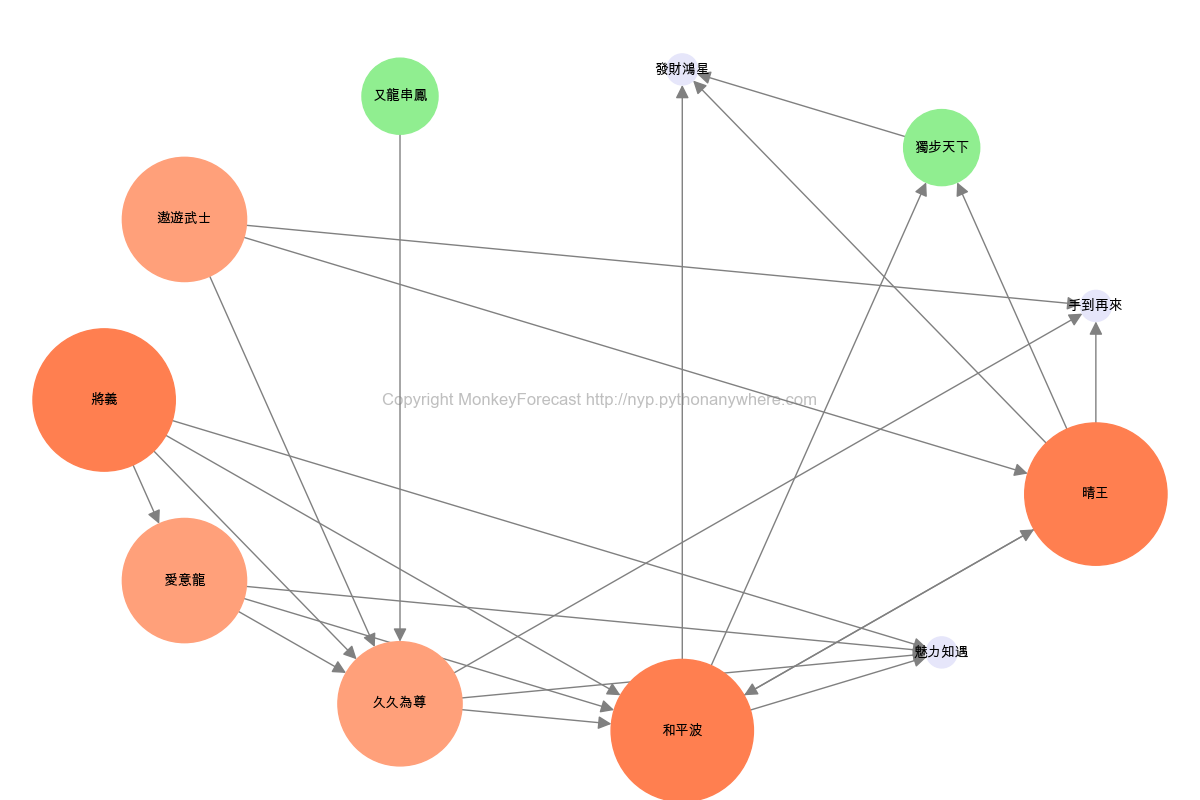 發財鴻星
又龍串鳳
獨步天下
遨遊武士
手到再來
將義
Copyright MonkeyForecast http://nyp.pythonanywhere.com
晴王
愛意龍
魅力知遇
久久為尊
和平波